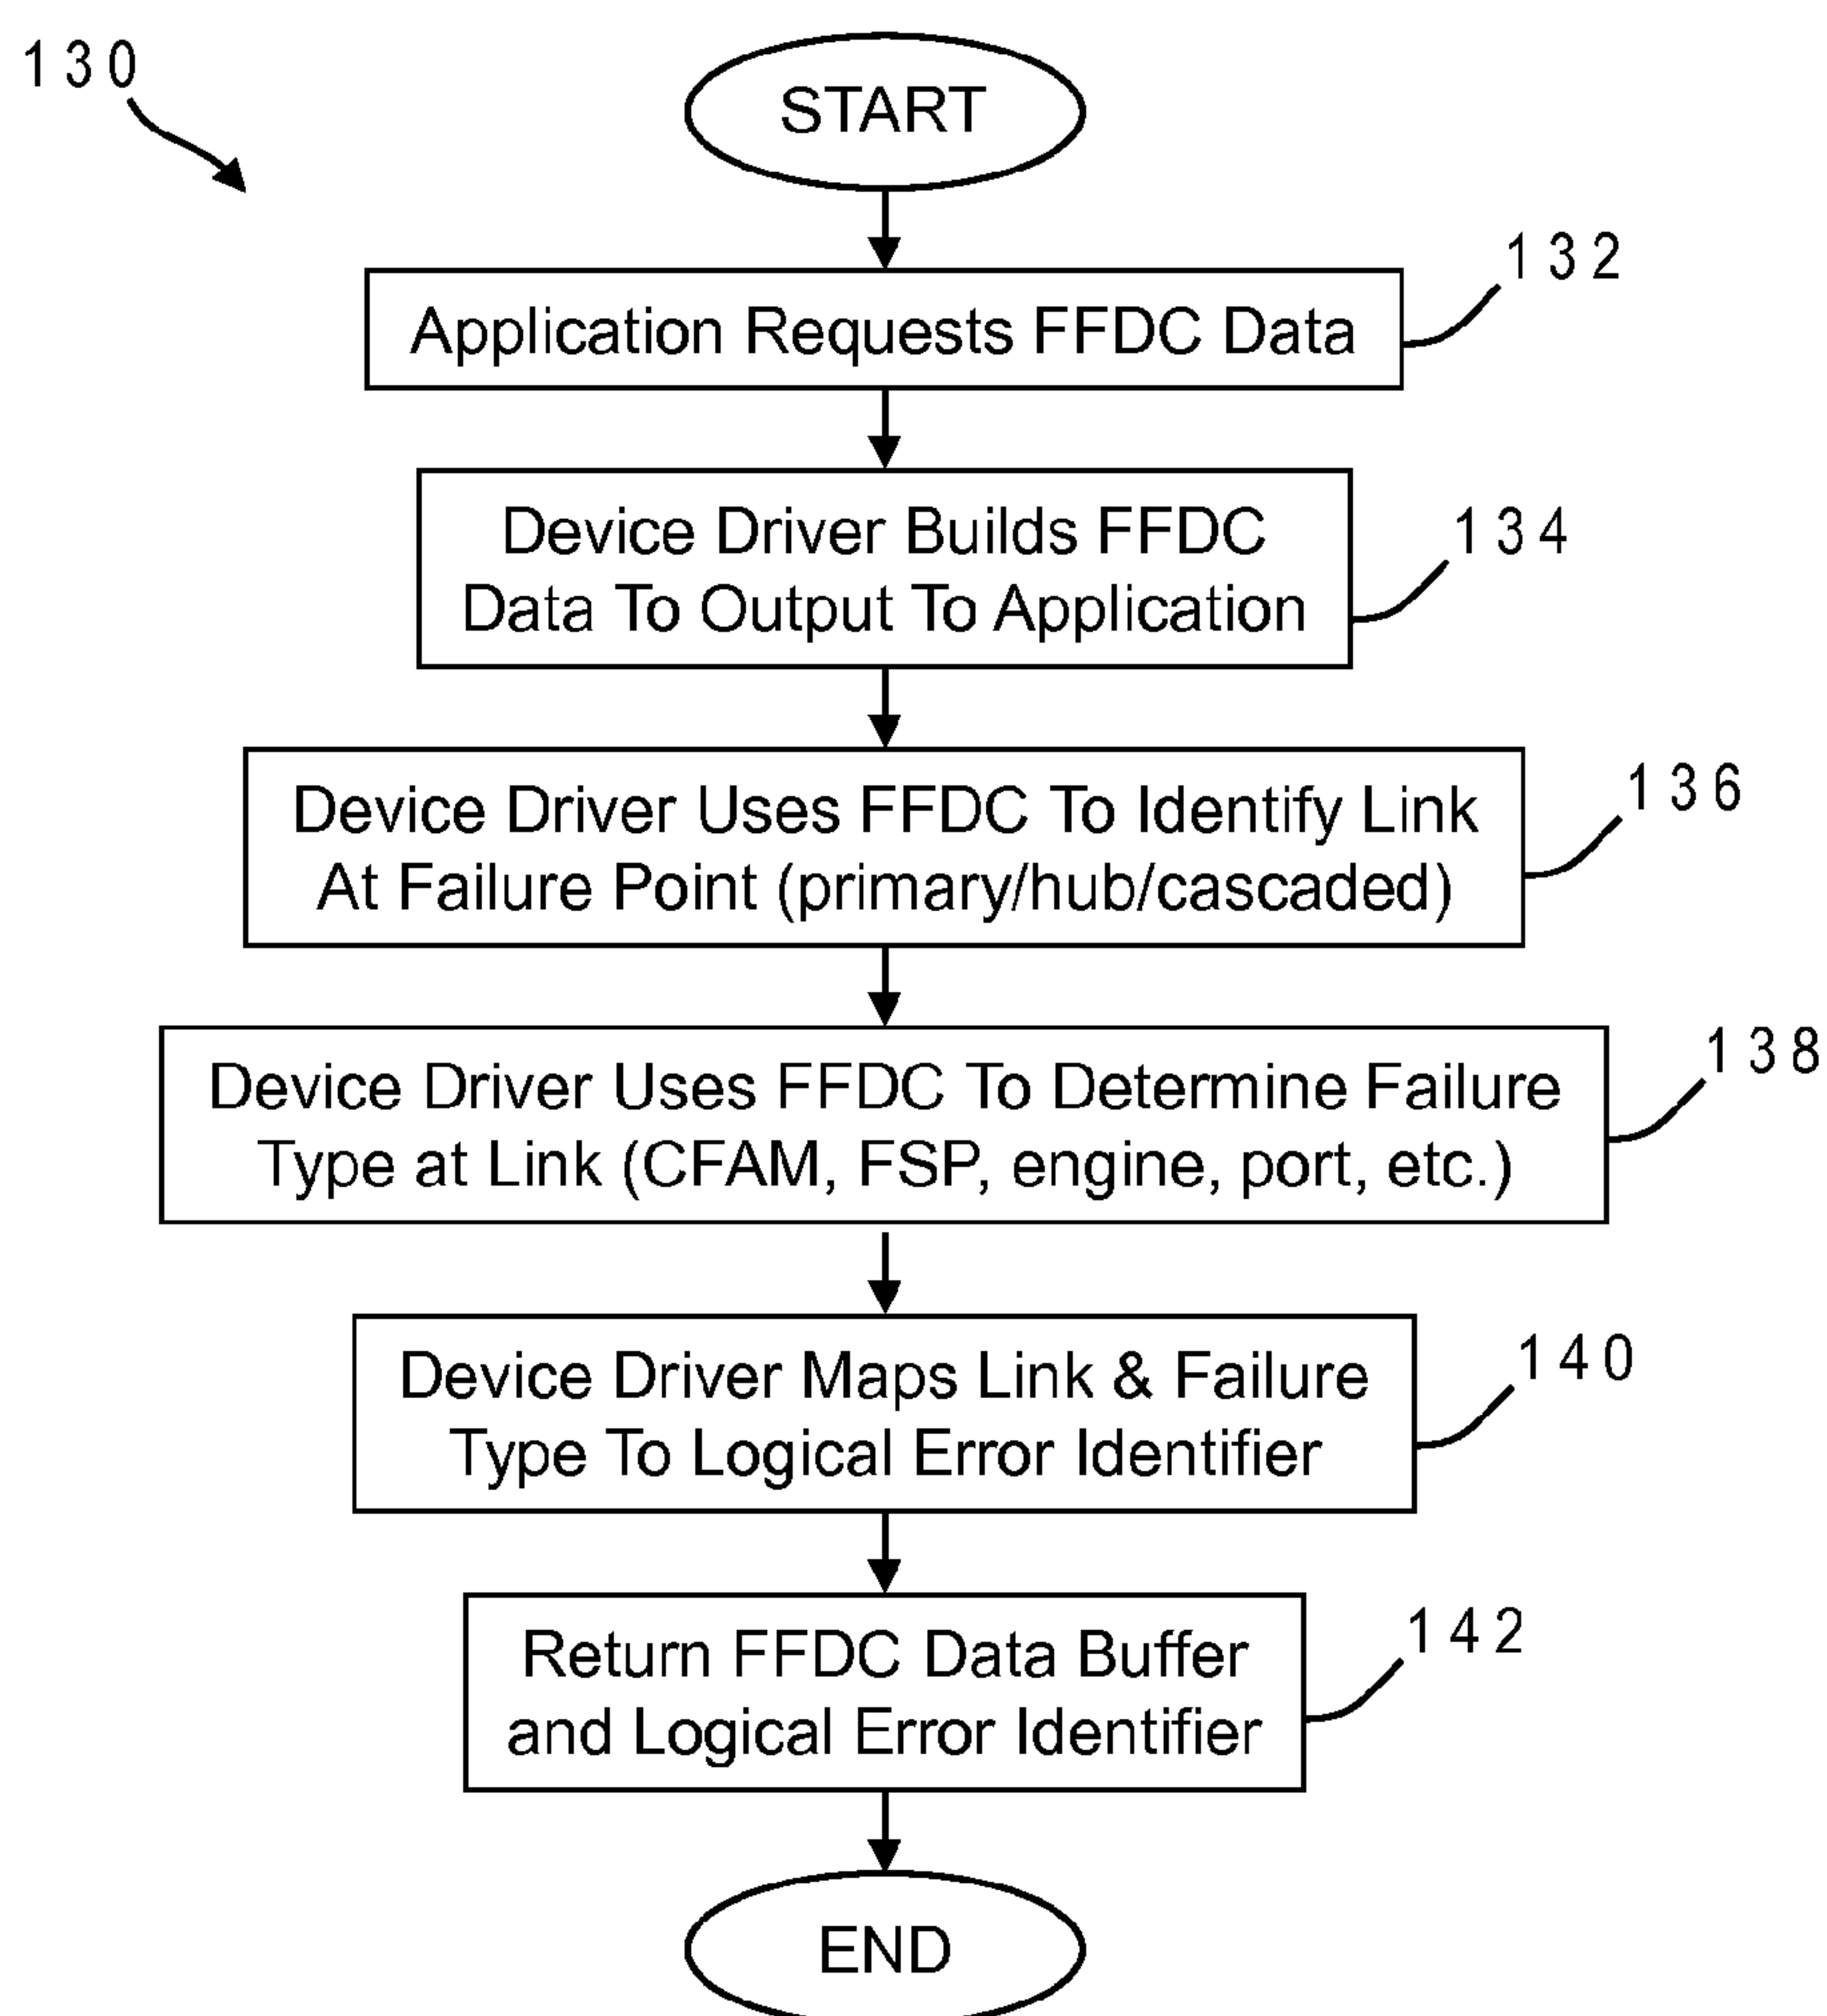 130
START
132
Application Requests FFDC Data
134
Device Driver Builds FFDC
Data To Output To Application
136
Device Driver Uses FFDC To Identify Link
At Failure Point (primary/hub/cascaded)
138
Device Driver Uses FFDC To Determine Failure
Type at Link (CFAM, FSP, engine, port, etc.)
140
Device Driver Maps Link & Failure
Type To Logical Error Identifier
142
Return FFDC Data Buffer
and Logical Error Identifier
END